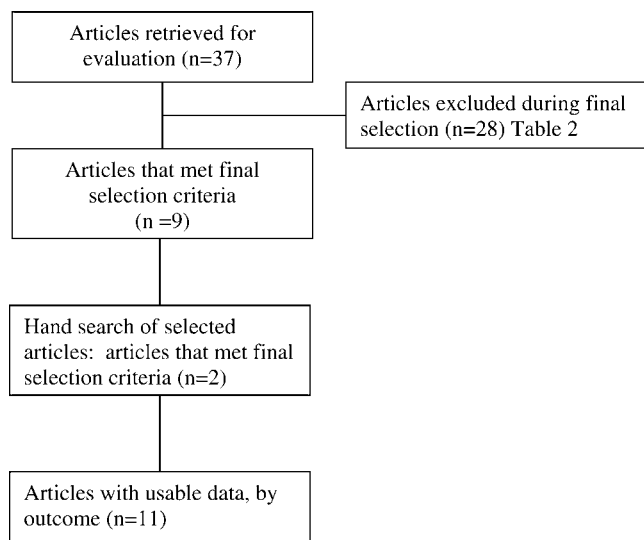 Articles retrieved for
evaluation (n=37)
Articles excluded during final
selection (n=28) Table 2
Articles that met final
selection criteria
(n =9)
Hand search of selected
articles:  articles that met final
selection criteria (n=2)
Articles with usable data, by
outcome (n=11)